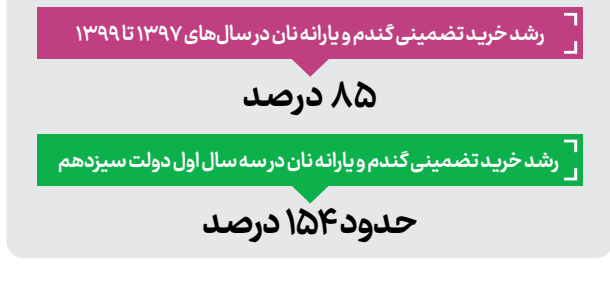 رشد خرید تضمینی گندم و یارانه نان در سال‌های ۱۳۹۷ تا ۱۳۹۹
۸۵ درصد
رشد خرید تضمینی گندم و یارانه نان در سه سال اول دولت سیزدهم
حدود ۱۵۴ درصد